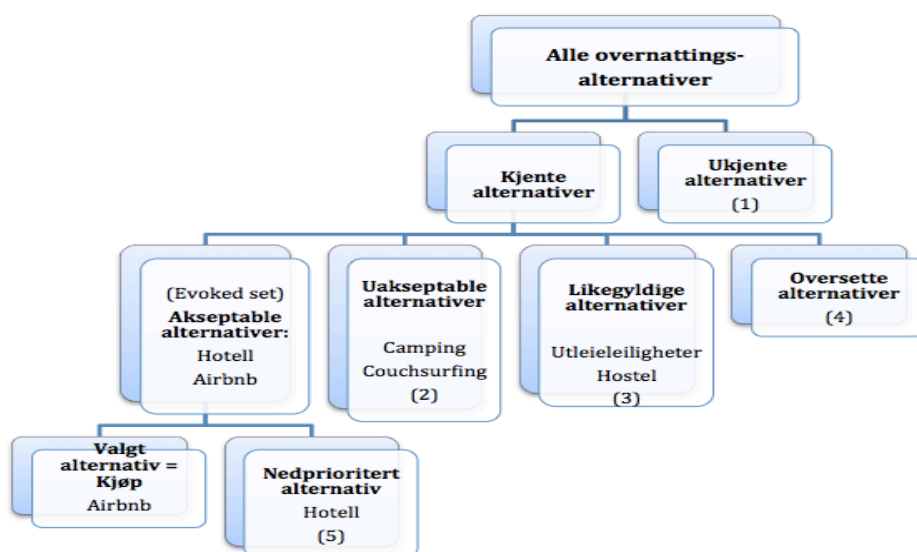 Alle overnattings-
alternativer
Kjente
alternativer
Ukjente
alternativer
(1)
(Evoked set)
Akseptable
alternativer:
Hotell
Airbnb
Uakseptable
alternativer
Camping
Couchsurfing
(2)
Likegyldige
alternativer
Utleieleiligheter
Hostel
(3)
Oversette
alternativer
(4)
Valgt
alternativ =
Kjøp
Airbnb
Nedprioritert
alternativ
Hotell
(5)